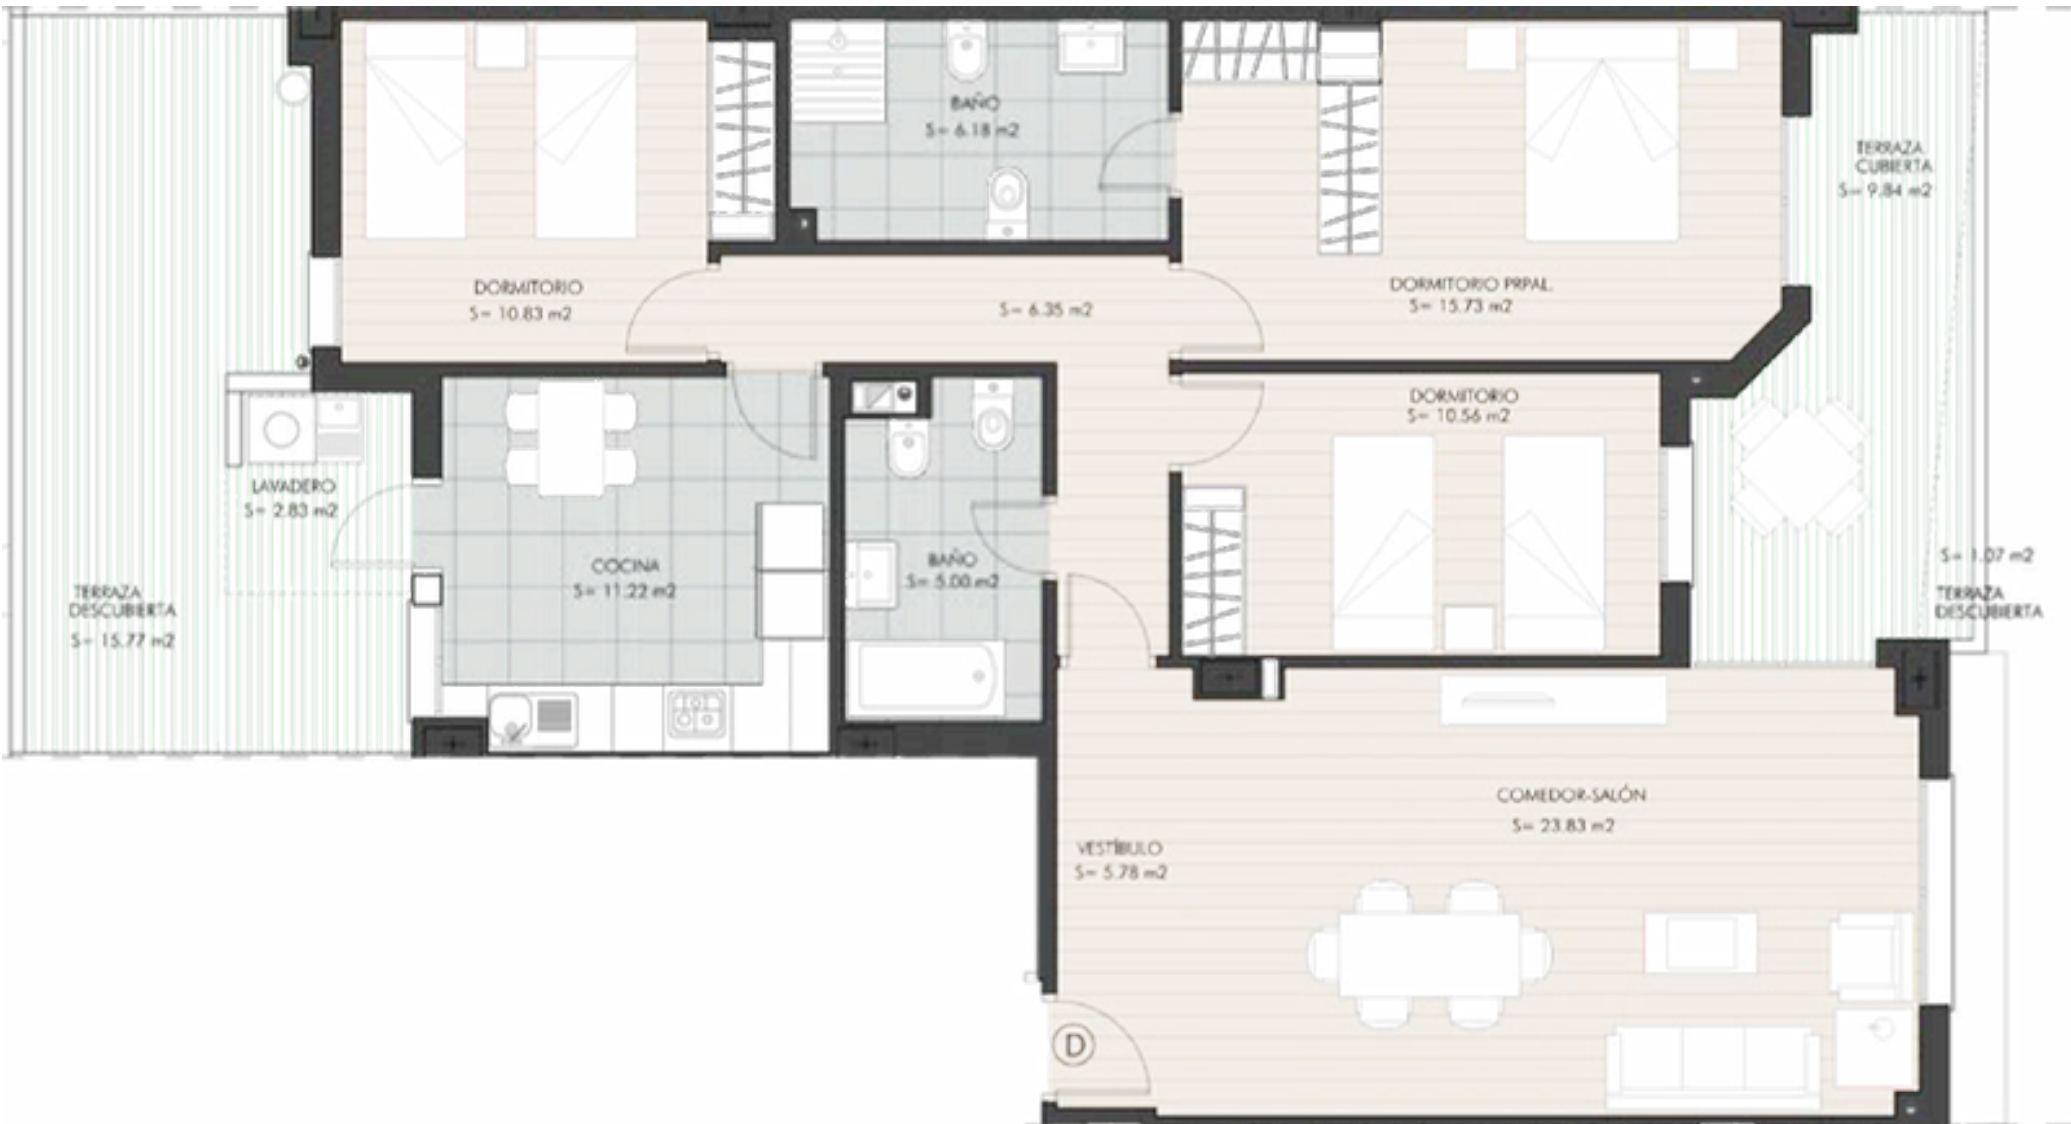 BAÑO
S= 6.18 m2
TERRAZA
CUBIERTA
S= 9.84 m2
DORMITORIO
S= 10.83 m2
S= 6.35 m2
DORMITORIO PRPAL.
S= 15.73 m2
DORMITORIO
S= 10.56 m2
LAVADERO
S= 2.83 m2
COCINA
S= 11.22 m2
BAÑO
S= 5.00 m2
S= 1.07 m2
TERRAZA
DESCUBIERTA
TERRAZA
DESCUBIERTA
S= 15.77 m2
COMEDOR-SALÓN
S= 23.83 m2
VESTÍBULO
S= 5.78 m2
D